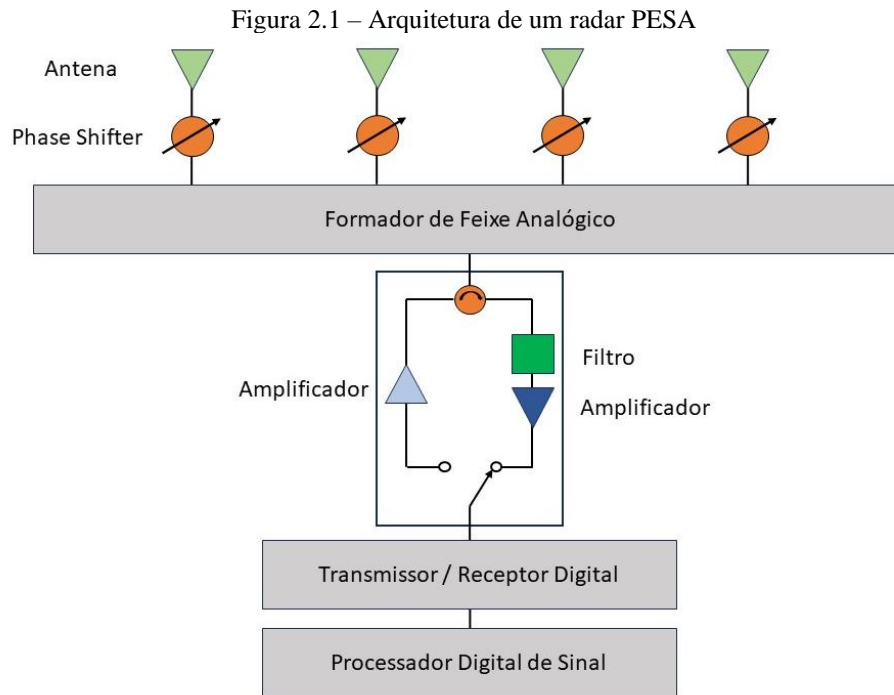 Figura 2.1 – Arquitetura de um radar PESA
Antena
Phase Shifter
Formador de Feixe Analógico
Filtro
Amplificador
Amplificador
Transmissor / Receptor Digital
Processador Digital de Sinal